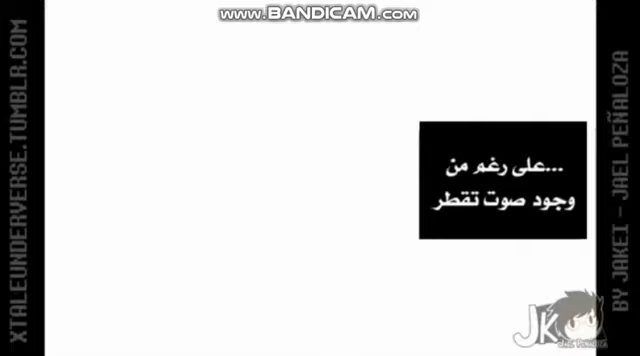 www.BANDICAM.com
XTALEUNDERVERSE.TUMBLR.COM
...على رغم من
وجود صوت تقطر
BY JAKEI - JAEL PEÑALOZA
JK